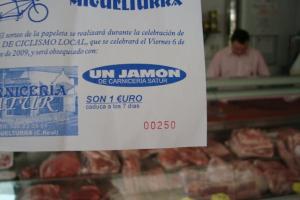 MIGUELTURRA
El sorteo de la papeleta se realizará durante la celebración
DE CICLISMO LOCAL, que se celebrará el Viernes 6 de
de 2009, y será obsequiado con:
UN JAMÓN
DE CARNICERIA SATUR
CARNICERIA
SATUR
SON 1 €URO
caduca a los 7 días
MIGUELTURRA (C. Real)
00250